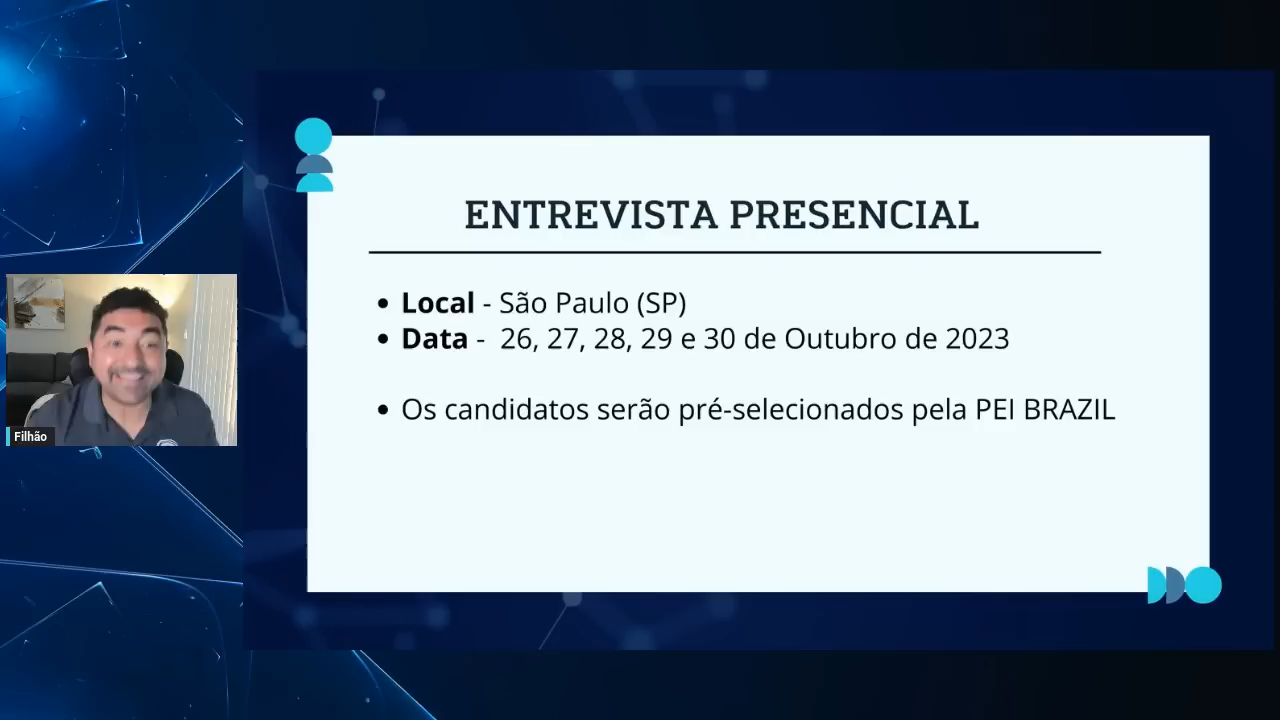 ENTREVISTA PRESENCIAL
Local - São Paulo (SP)
Data - 26, 27, 28, 29 e 30 de Outubro de 2023
Os candidatos serão pré-selecionados pela PEI BRAZIL
Filhão